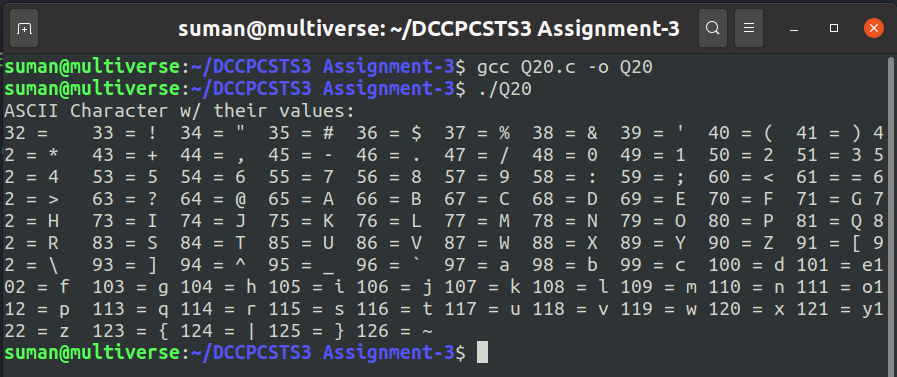 suman@multiverse: ~/DCCPCSTS3 Assignment-3
suman@multiverse:~/DCCPCSTS3 Assignment-3$ gcc Q20.c -o Q20
suman@multiverse:~/DCCPCSTS3 Assignment-3$ ./Q20
ASCII Character w/ their values:
32 =    33 = !  34 = "  35 = #  36 = $  37 = %  38 = &  39 = '  40 = (  41 = ) 4
2 = *   43 = +  44 = ,  45 = -  46 = .  47 = /  48 = 0  49 = 1  50 = 2  51 = 3 5
2 = 4   53 = 5  54 = 6  55 = 7  56 = 8  57 = 9  58 = :  59 = ;  60 = <  61 = = 6
2 = >   63 = ?  64 = @  65 = A  66 = B  67 = C  68 = D  69 = E  70 = F  71 = G 7
2 = H   73 = I  74 = J  75 = K  76 = L  77 = M  78 = N  79 = O  80 = P  81 = Q 8
2 = R   83 = S  84 = T  85 = U  86 = V  87 = W  88 = X  89 = Y  90 = Z  91 = [ 9
2 = \   93 = ]  94 = ^  95 = _  96 = `  97 = a  98 = b  99 = c  100 = d 101 = e1
02 = f  103 = g 104 = h 105 = i 106 = j 107 = k 108 = l 109 = m 110 = n 111 = o1
12 = p  113 = q 114 = r 115 = s 116 = t 117 = u 118 = v 119 = w 120 = x 121 = y1
22 = z  123 = { 124 = | 125 = } 126 = ~
suman@multiverse:~/DCCPCSTS3 Assignment-3$